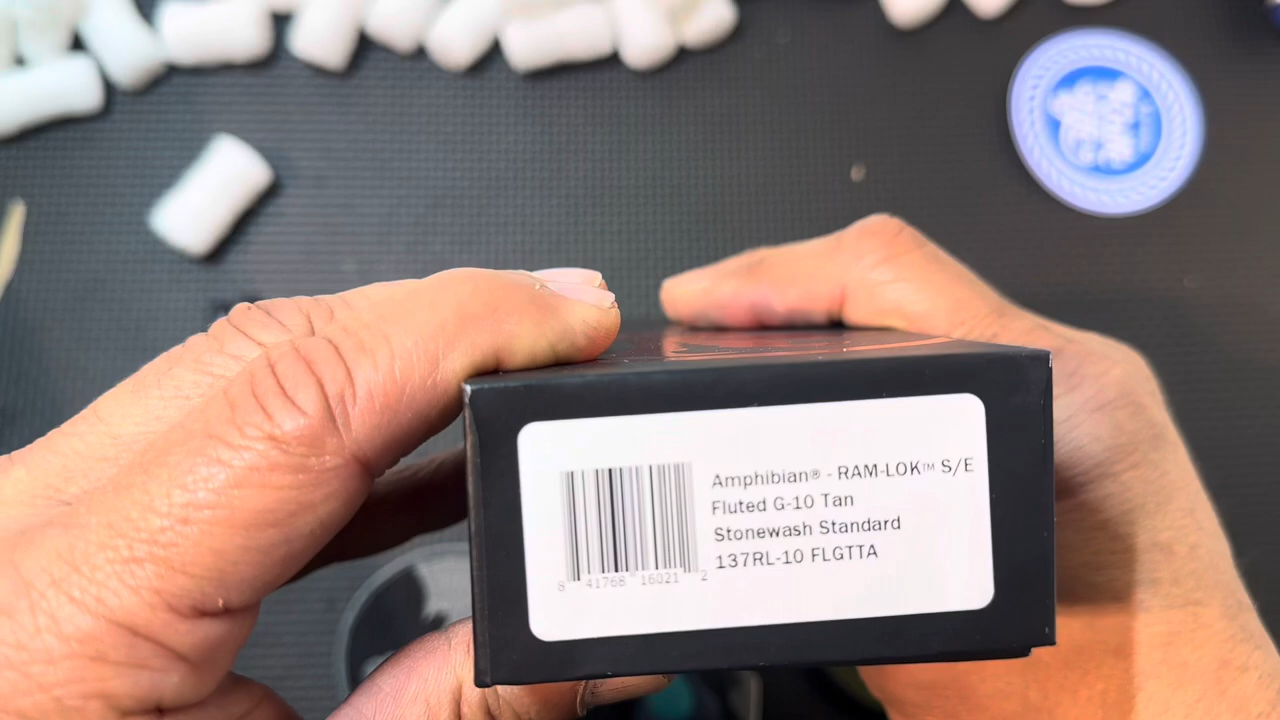 Amphibian® - RAM-LOK™ S/E
Fluted G-10 Tan
Stonewash Standard
137RL-10 FLGTTA
8 41768 16021 2